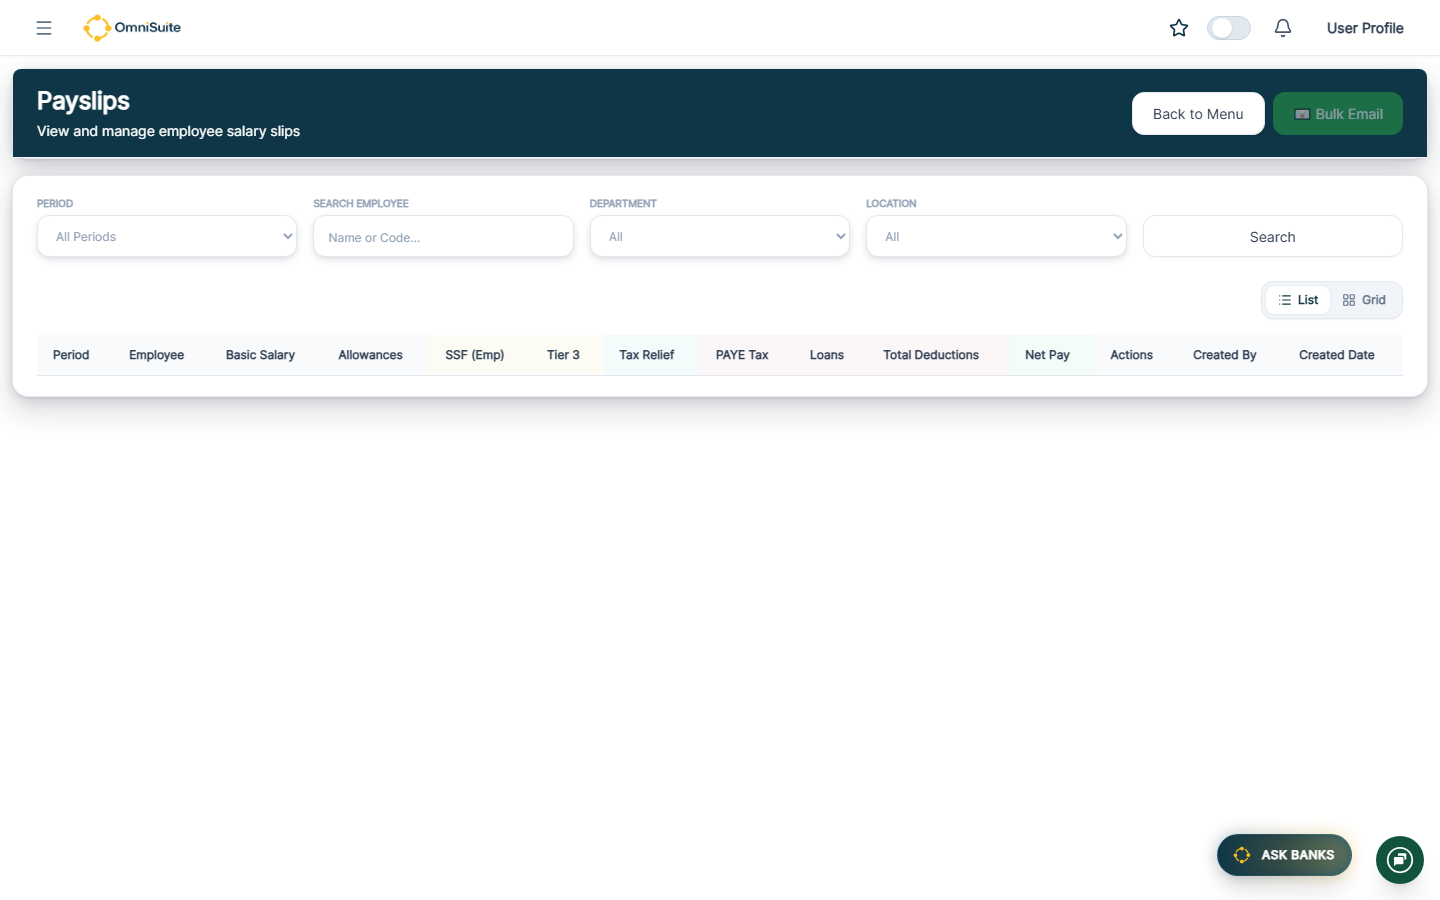 OmniSuite
User Profile
Payslips
View and manage employee salary slips
Back to Menu
Bulk Email
PERIOD
SEARCH EMPLOYEE
DEPARTMENT
LOCATION
All Periods
Name or Code...
All
All
Search
List
Grid
Period Employee Basic Salary Allowances SSF (Emp) Tier 3 Tax Relief PAYE Tax Loans Total Deductions Net Pay Actions Created By Created Date
ASK BANKS